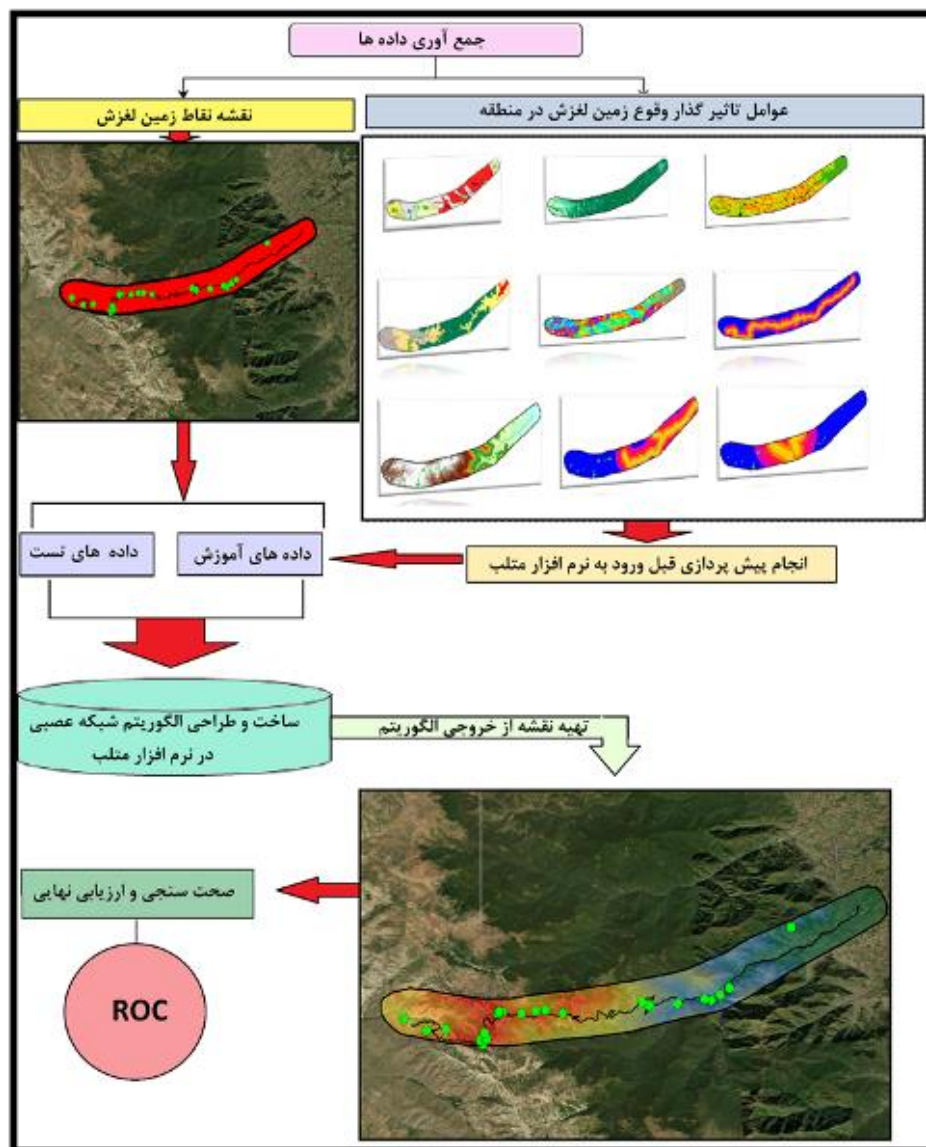 جمع آوری داده ها
عوامل تاثیر گذار وقوع زمین لغزش در منطقه
نقشه نقاط زمین لغزش
انجام پیش پردازی قبل ورود به نرم افزار متلب
داده های آموزش
داده های تست
ساخت و طراحی الگوریتم شبکه عصبی
در نرم افزار متلب
تهیه نقشه از خروجی الگوریتم
صحت سنجی و ارزیابی نهایی
ROC